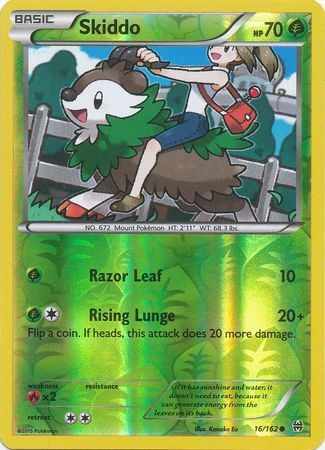 BASIC
Skiddo
HP 70
NO. 672 Mount Pokémon HT: 2'11" WT: 68.3 lbs.
Razor Leaf 10
Rising Lunge 20+
Flip a coin. If heads, this attack does 20 more damage.
weakness resistance
×2
retreat
If it has sunshine and water, it
doesn't need to eat, because it
can generate energy from the
leaves on its back.
©2015 Pokémon
Illus. Kanako Eo
16/162